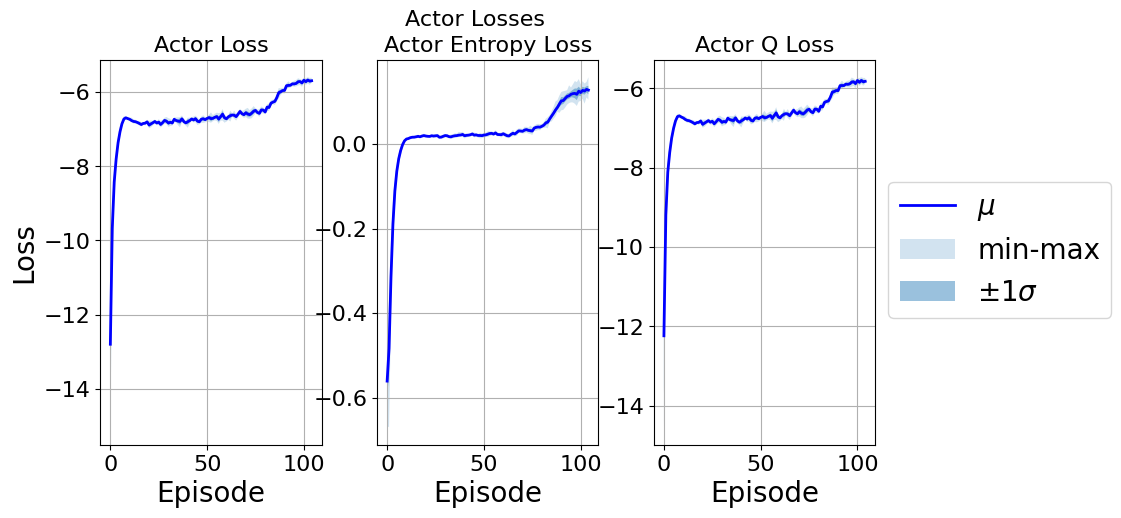 Actor Losses
Actor Loss
Actor Entropy Loss
Actor Q Loss
Loss
−6
−8
−10
−12
−14
0
50
100
Episode
0.0
−0.2
−0.4
−0.6
0
50
100
Episode
−6
−8
−10
−12
−14
0
50
100
Episode
μ
min-max
±1σ